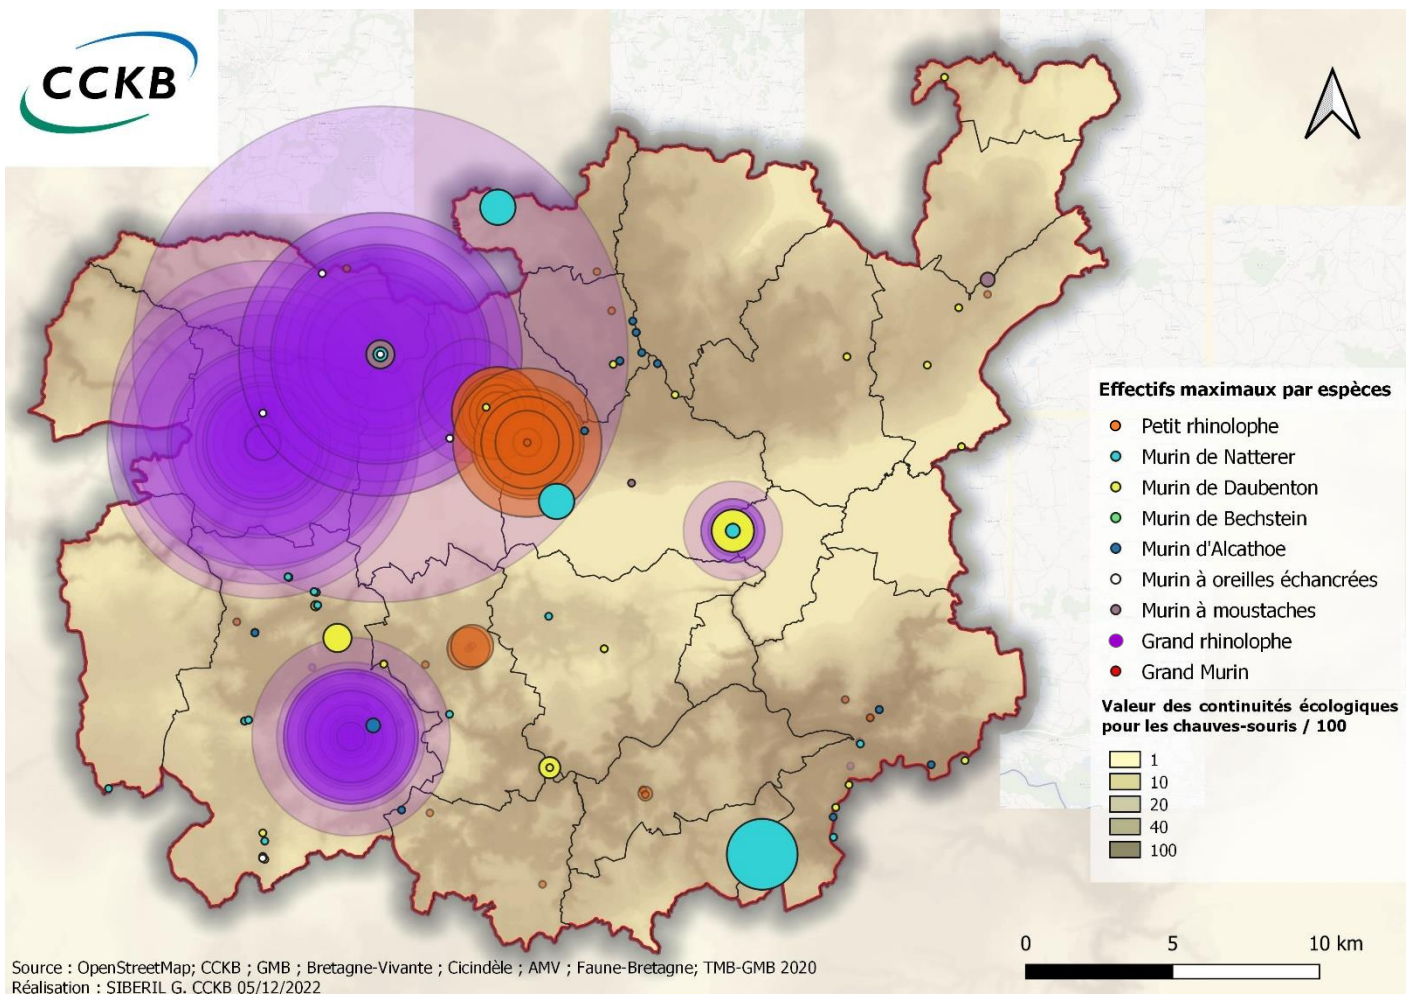 CCKB
Effectifs maximaux par espèces
Petit rhinolophe
Murin de Natterer
Murin de Daubenton
Murin de Bechstein
Murin d'Alcathoe
Murin à oreilles échancrées
Murin à moustaches
Grand rhinolophe
Grand Murin
Valeur des continuités écologiques
pour les chauves-souris / 100
1
10
20
40
100
0 5 10 km
Source : OpenStreetMap; CCKB ; GMB ; Bretagne-Vivante ; Cicindèle ; AMV ; Faune-Bretagne; TMB-GMB 2020
Réalisation : SIBERIL G. CCKB 05/12/2022